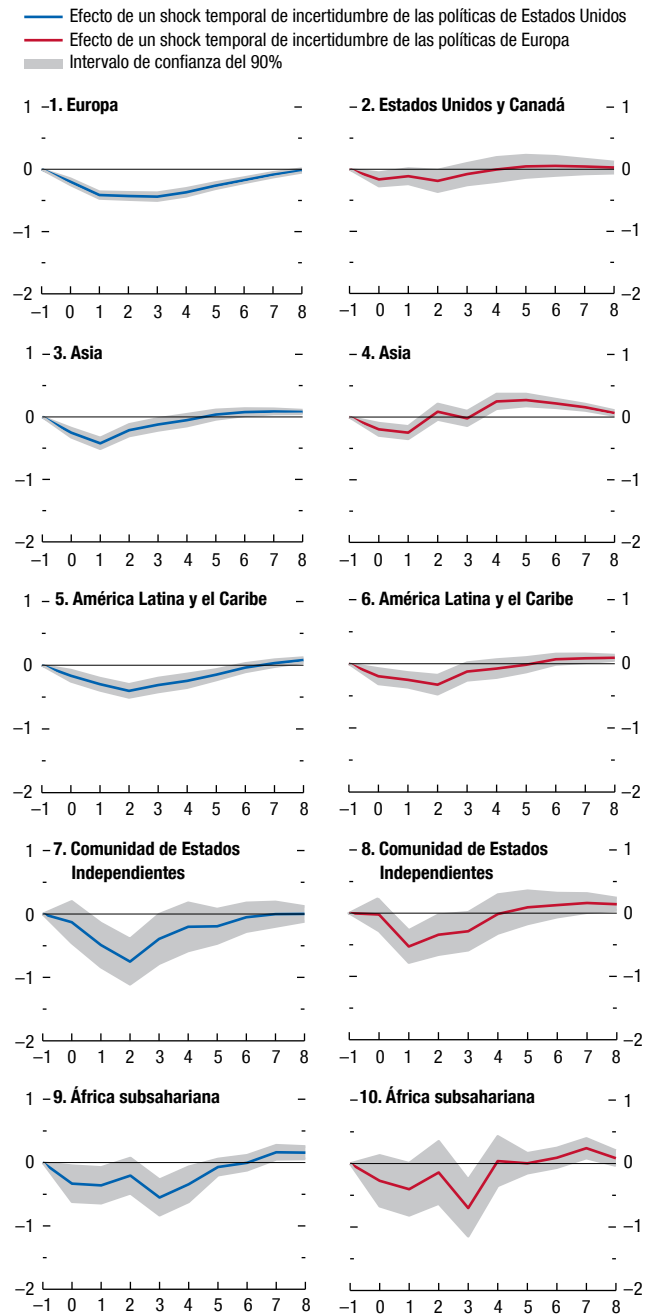 Efecto de un shock temporal de incertidumbre de las políticas de Estados Unidos
Efecto de un shock temporal de incertidumbre de las políticas de Europa
Intervalo de confianza del 90%
1. Europa
1
0
–1
–2
–1 0 1 2 3 4 5 6 7 8
2. Estados Unidos y Canadá
1
0
–1
–2
–1 0 1 2 3 4 5 6 7 8
3. Asia
1
0
–1
–2
–1 0 1 2 3 4 5 6 7 8
4. Asia
1
0
–1
–2
–1 0 1 2 3 4 5 6 7 8
5. América Latina y el Caribe
1
0
–1
–2
–1 0 1 2 3 4 5 6 7 8
6. América Latina y el Caribe
1
0
–1
–2
–1 0 1 2 3 4 5 6 7 8
7. Comunidad de Estados
Independientes
1
0
–1
–2
–1 0 1 2 3 4 5 6 7 8
8. Comunidad de Estados
Independientes
1
0
–1
–2
–1 0 1 2 3 4 5 6 7 8
9. África subsahariana
1
0
–1
–2
–1 0 1 2 3 4 5 6 7 8
10. África subsahariana
1
0
–1
–2
–1 0 1 2 3 4 5 6 7 8